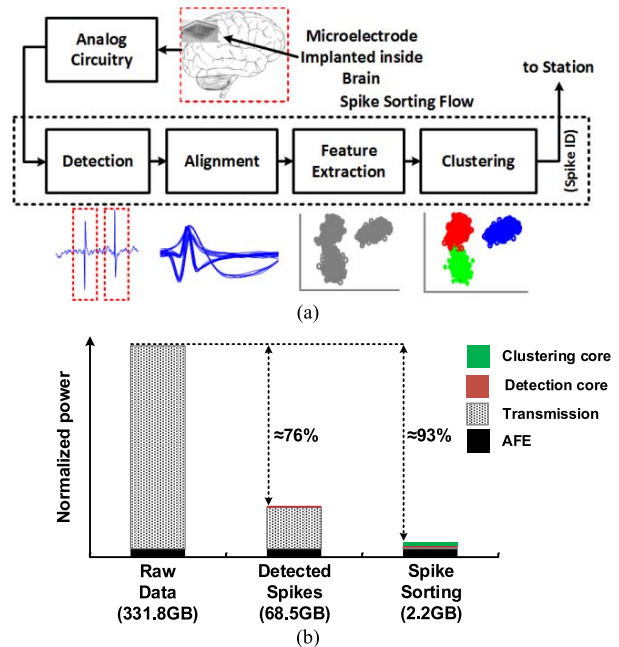 Analog
Circuitry
Microelectrode
Implanted inside
Brain
to Station
Spike Sorting Flow
Detection
Alignment
Feature
Extraction
Clustering
(Spike ID)
(a)
Normalized power
≈76%
≈93%
Clustering core
Detection core
Transmission
AFE
Raw
Data
(331.8GB)
Detected
Spikes
(68.5GB)
Spike
Sorting
(2.2GB)
(b)